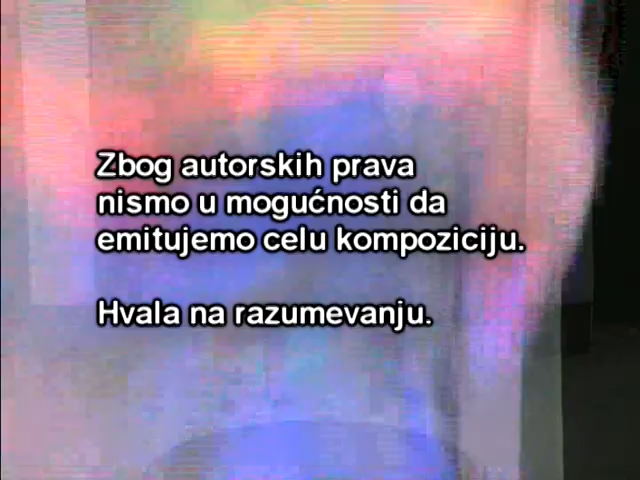 Zbog autorskih prava
nismo u mogućnosti da
emitujemo celu kompoziciju.
Hvala na razumevanju.